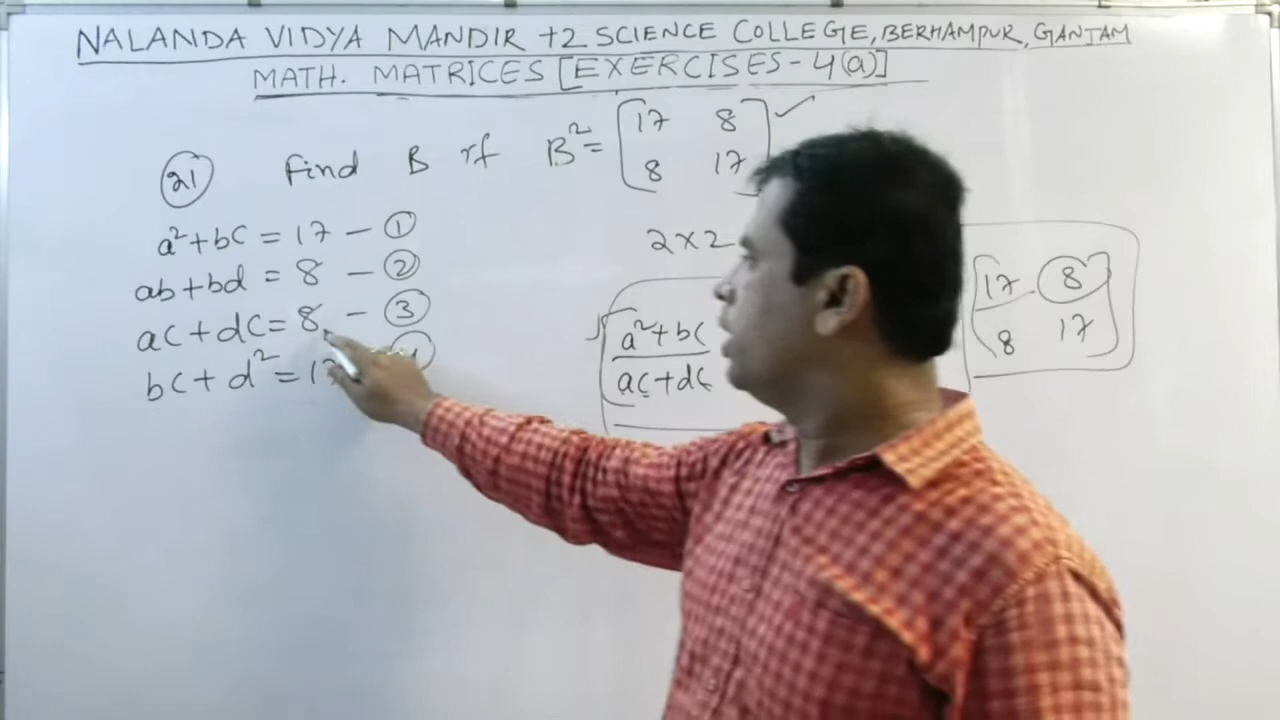 NALANDA VIDYA MANDIR +2 SCIENCE COLLEGE, BERHAMPUR, GANJAM
MATH. MATRICES [EXERCISES-4(a)]
(21) Find B if B² = [17 8
8 17] ✓
a²+bc = 17 — (1)
ab+bd = 8 — (2)
ac+dc = 8 — (3)
bc+d² = 17
2×2
a²+bc
ac+dc
17 8
8 17